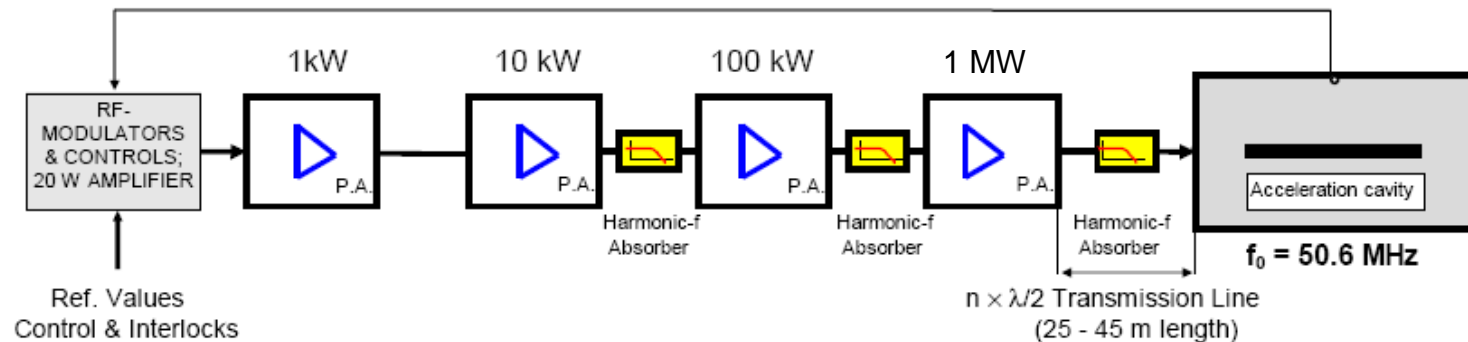 1kW
10 kW
100 kW
1 MW
RF-
MODULATORS
& CONTROLS;
20 W AMPLIFIER
P.A.
P.A.
P.A.
P.A.
Acceleration cavity
Harmonic-f
Absorber
Harmonic-f
Absorber
Harmonic-f
Absorber
f₀ = 50.6 MHz
Ref. Values
Control & Interlocks
n × λ/2 Transmission Line
(25 - 45 m length)